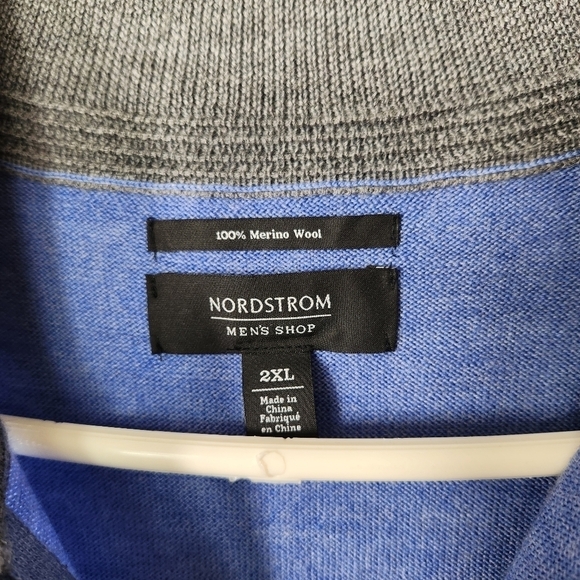 100% Merino Wool
NORDSTROM
MEN'S SHOP
2XL
Made in
China
Fabriqué
en Chine